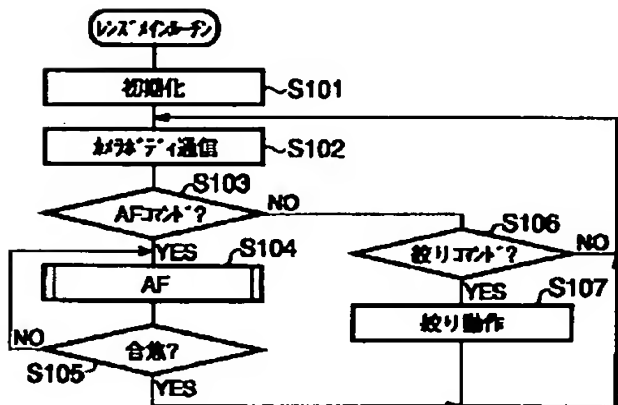 レンズメインルーチン
初期化
S101
カメラボディ通信
S102
S103
AFコマンド?
NO
YES
S104
AF
NO
合焦?
S105
YES
S106
絞りコマンド?
NO
YES
S107
絞り動作